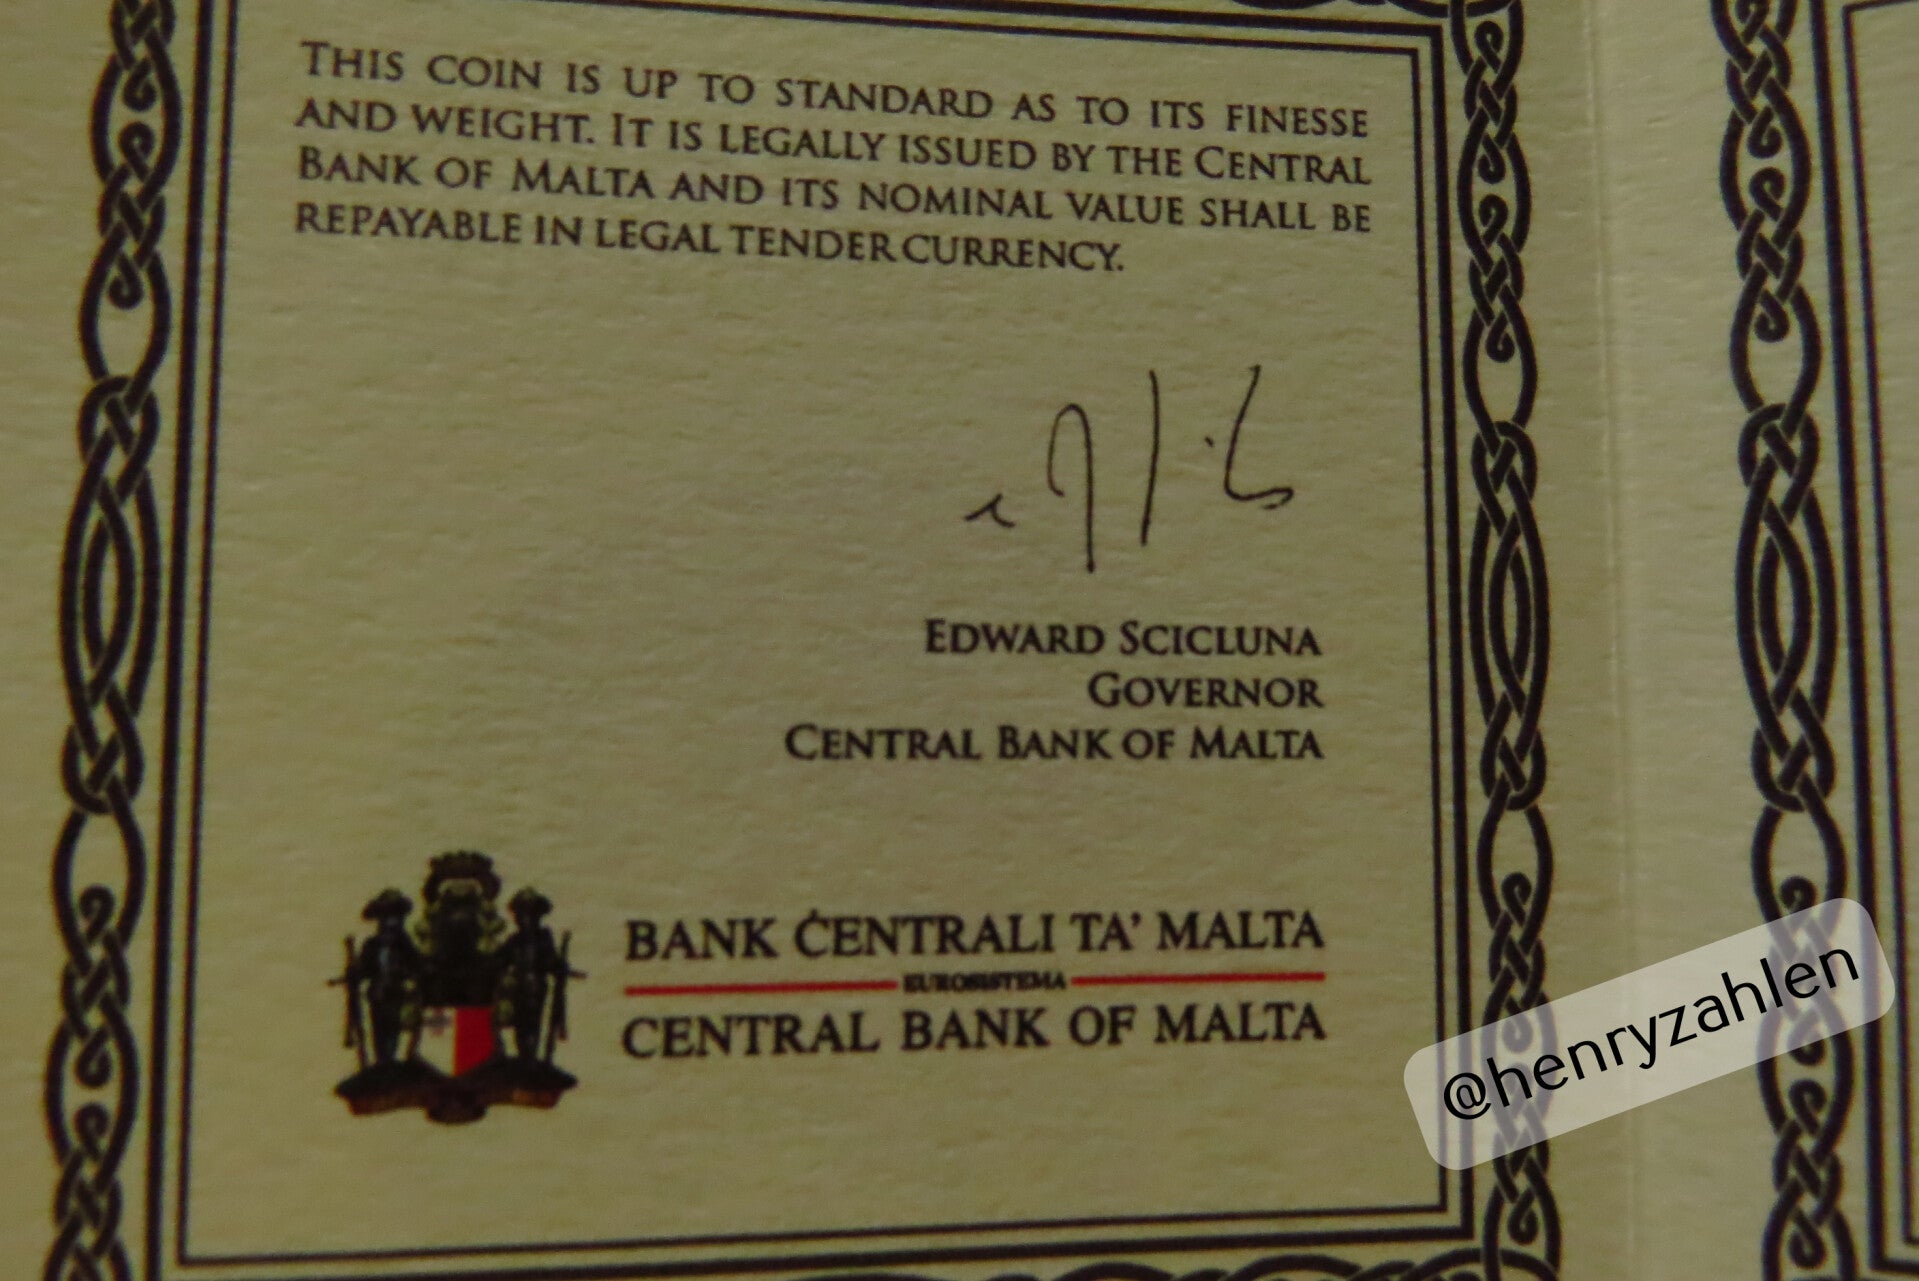 THIS COIN IS UP TO STANDARD AS TO ITS FINESSE
AND WEIGHT. IT IS LEGALLY ISSUED BY THE CENTRAL
BANK OF MALTA AND ITS NOMINAL VALUE SHALL BE
REPAYABLE IN LEGAL TENDER CURRENCY.
EDWARD SCICLUNA
GOVERNOR
CENTRAL BANK OF MALTA
BANK ĊENTRALI TA' MALTA
EUROSISTEMA
CENTRAL BANK OF MALTA
@henryzahlen